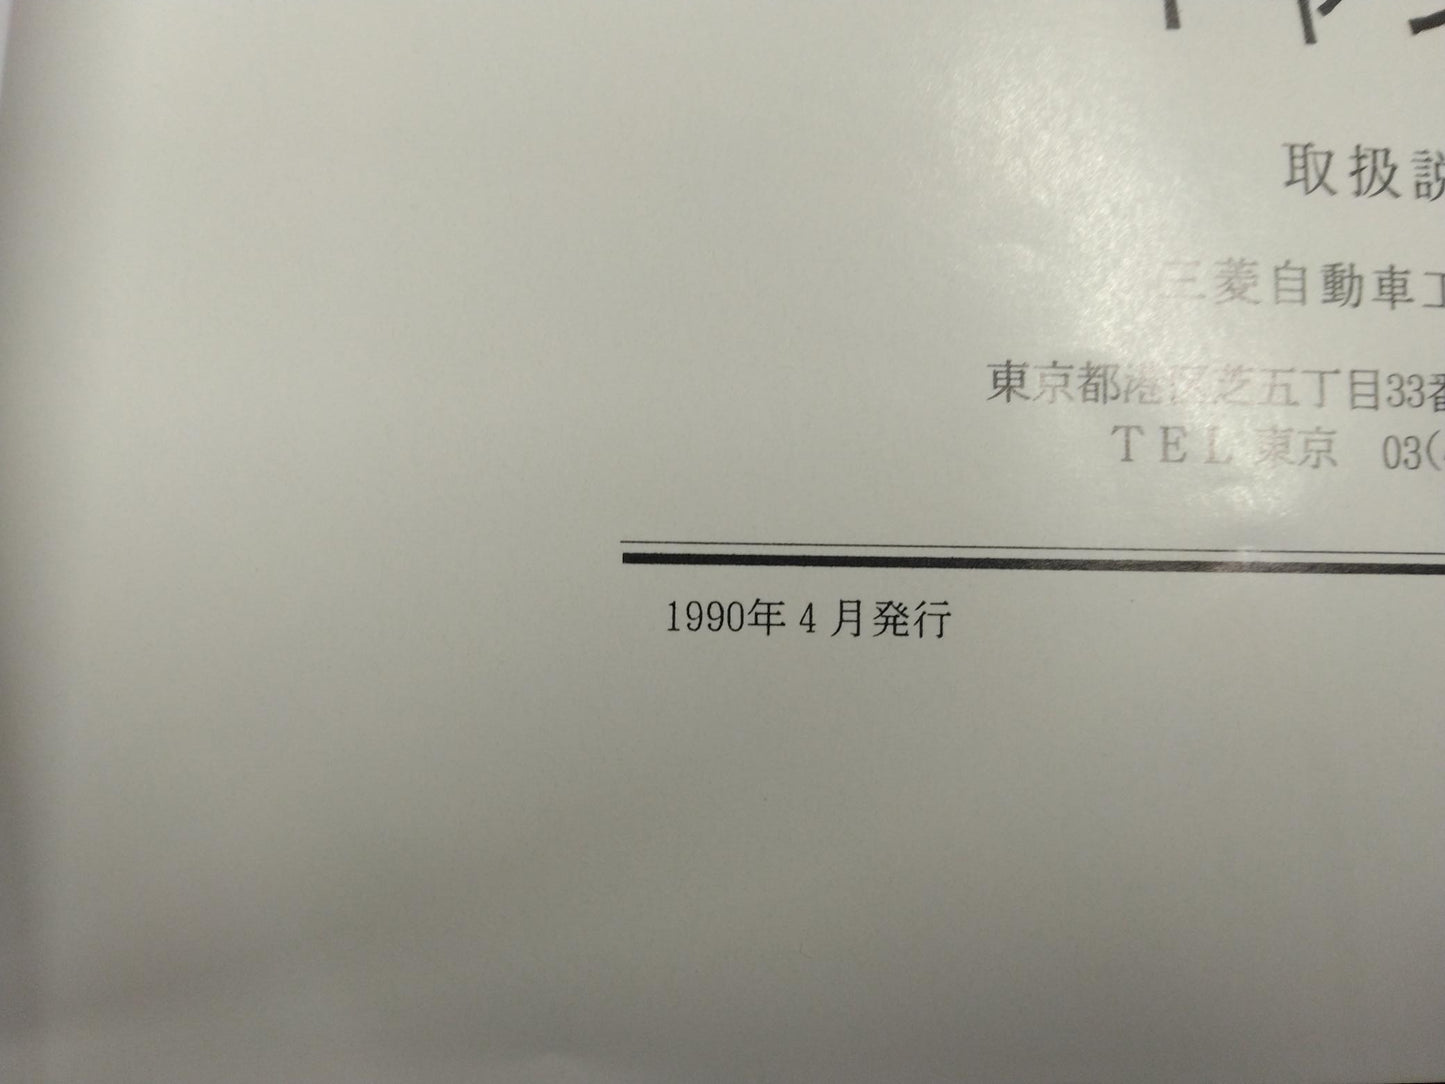 取扱説
三菱自動車工
東京都港区芝五丁目33番
TEL 東京 03(
1990年4月発行